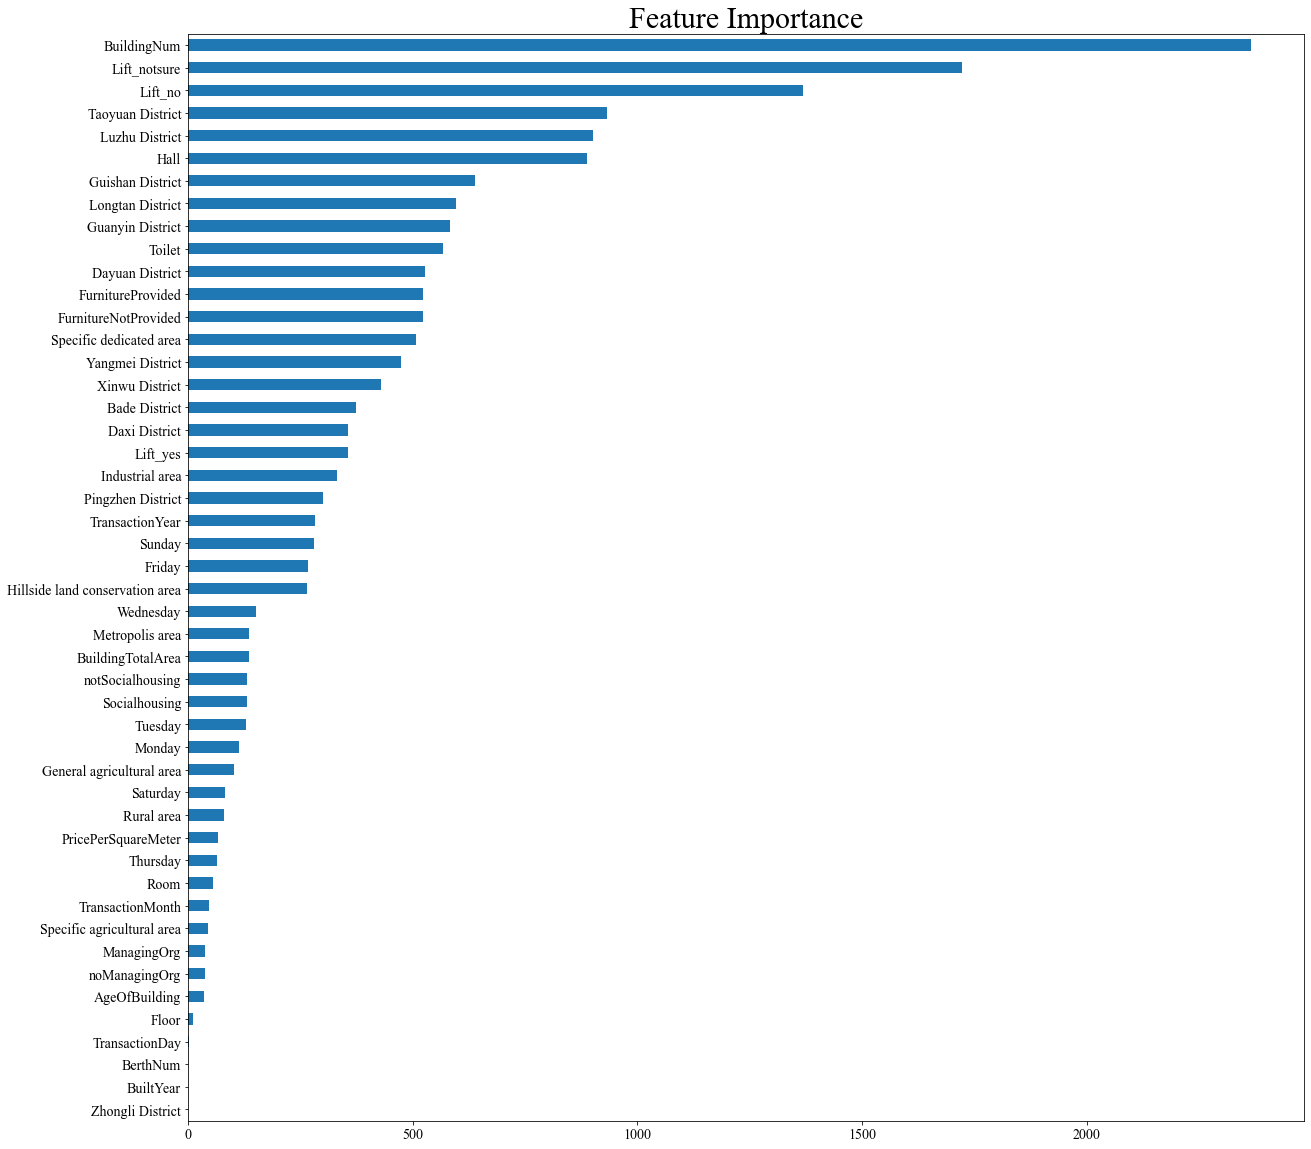 Feature Importance
BuildingNum
Lift_notsure
Lift_no
Taoyuan District
Luzhu District
Hall
Guishan District
Longtan District
Guanyin District
Toilet
Dayuan District
FurnitureProvided
FurnitureNotProvided
Specific dedicated area
Yangmei District
Xinwu District
Bade District
Daxi District
Lift_yes
Industrial area
Pingzhen District
TransactionYear
Sunday
Friday
Hillside land conservation area
Wednesday
Metropolis area
BuildingTotalArea
notSocialhousing
Socialhousing
Tuesday
Monday
General agricultural area
Saturday
Rural area
PricePerSquareMeter
Thursday
Room
TransactionMonth
Specific agricultural area
ManagingOrg
noManagingOrg
AgeOfBuilding
Floor
TransactionDay
BerthNum
BuiltYear
Zhongli District
0 500 1000 1500 2000